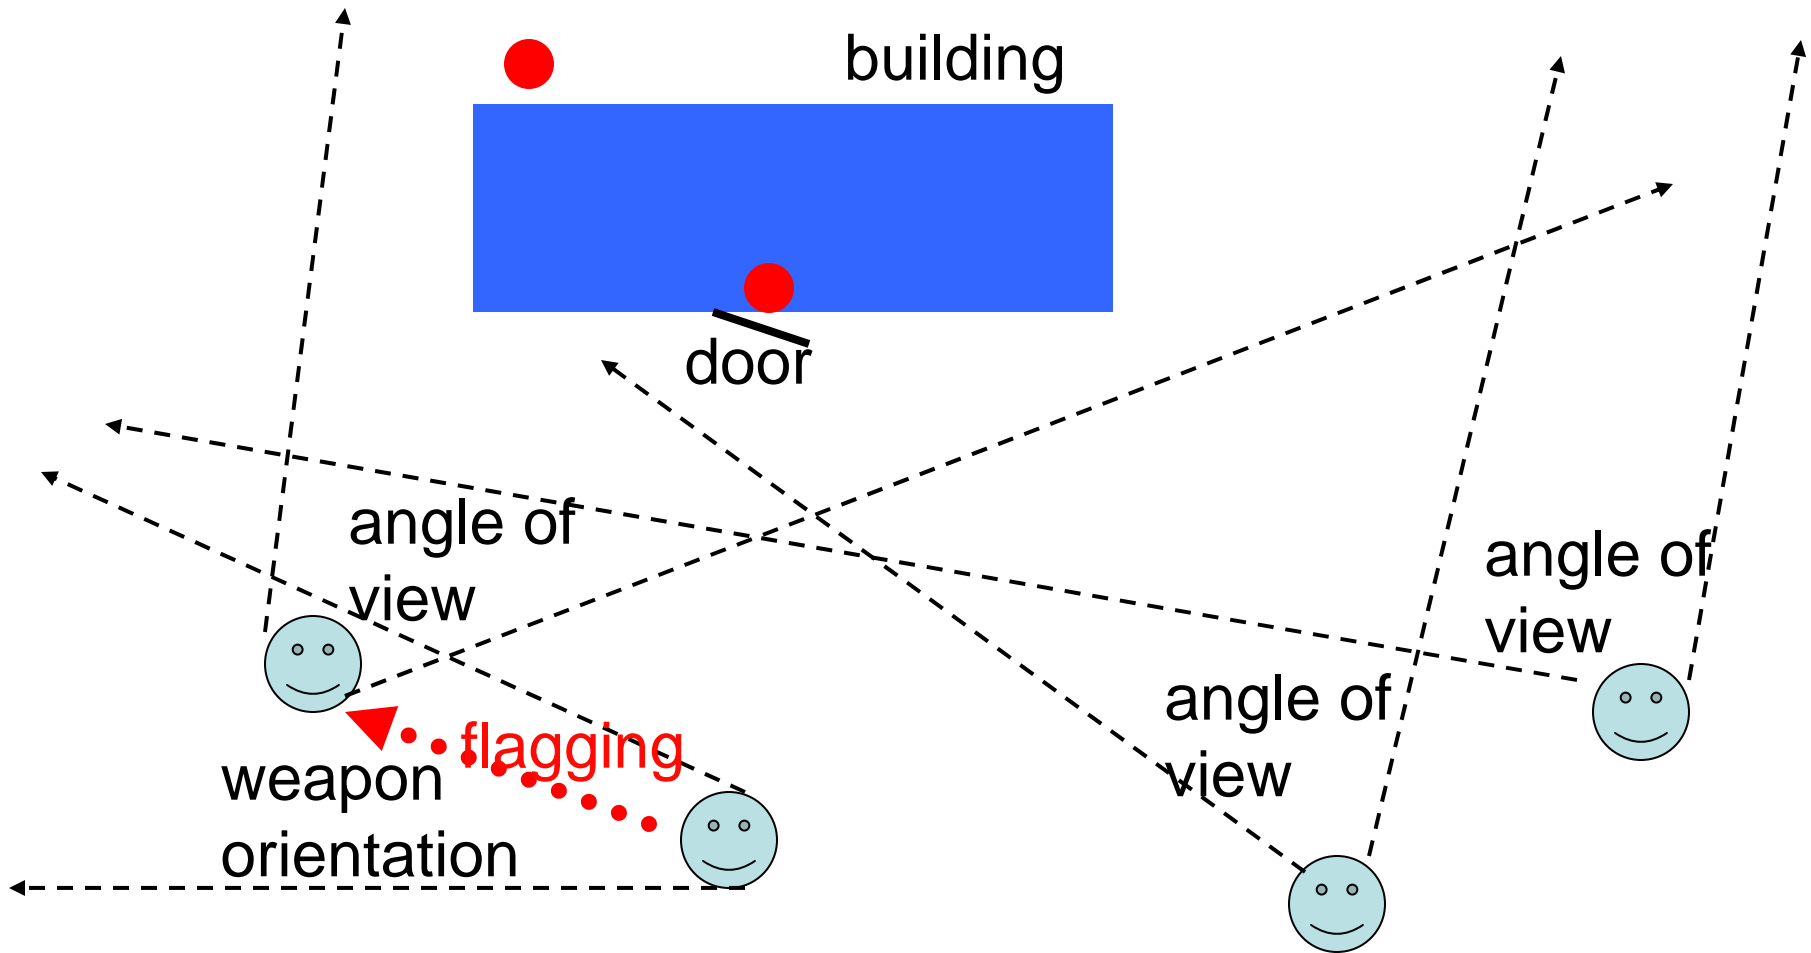 building
door
angle of
view
angle of
view
angle of
view
flagging
weapon
orientation